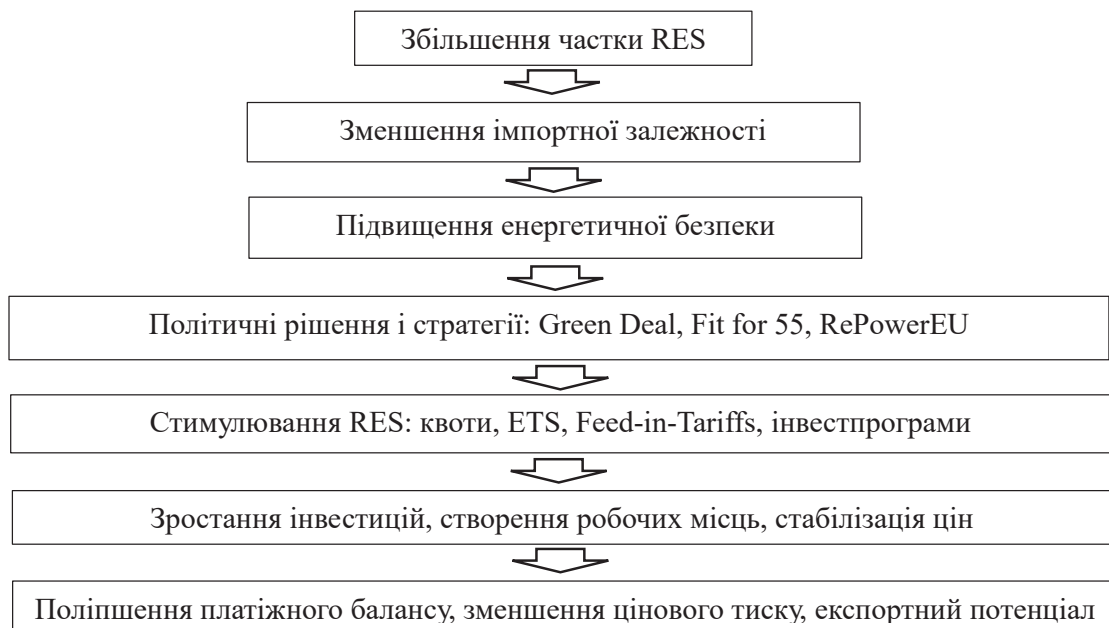 Збільшення частки RES
Зменшення імпортної залежності
Підвищення енергетичної безпеки
Політичні рішення і стратегії: Green Deal, Fit for 55, RePowerEU
Стимулювання RES: квоти, ETS, Feed-in-Tariffs, інвестпрограми
Зростання інвестицій, створення робочих місць, стабілізація цін
Поліпшення платіжного балансу, зменшення цінового тиску, експортний потенціал